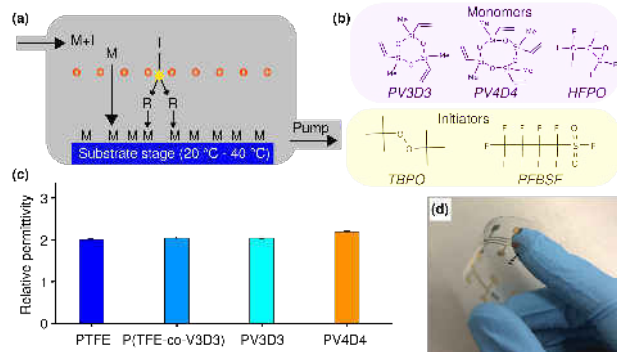 (a)
M+I
M
I
R R
M M M M M M M M M
Substrate stage (20 °C - 40 °C)
Pump
(b)
Monomers
PV3D3 PV4D4 HFPO
Initiators
TBPO PFBSF
(c)
Relative permittivity
3
2
1
0
PTFE P(TFE-co-V3D3) PV3D3 PV4D4
(d)